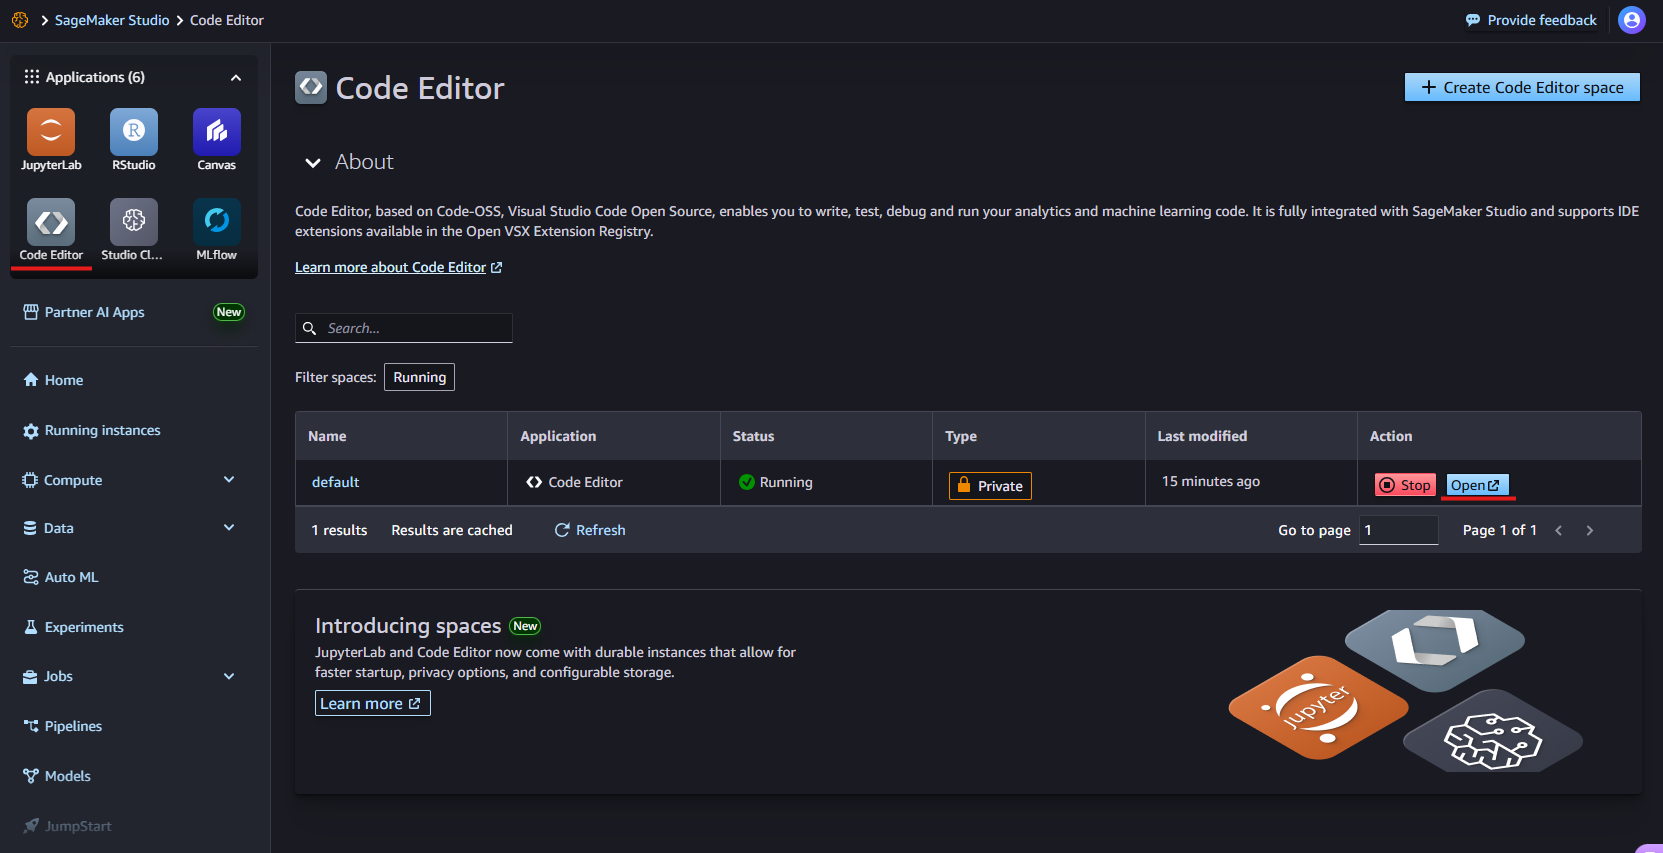 SageMaker Studio > Code Editor
Provide feedback
Applications (6)
JupyterLab
RStudio
Canvas
Code Editor
Studio Cl...
MLflow
Partner AI Apps
New
Home
Running instances
Compute
Data
Auto ML
Experiments
Jobs
Pipelines
Models
JumpStart
Code Editor
+ Create Code Editor space
About
Code Editor, based on Code-OSS, Visual Studio Code Open Source, enables you to write, test, debug and run your analytics and machine learning code. It is fully integrated with SageMaker Studio and supports IDE
extensions available in the Open VSX Extension Registry.
Learn more about Code Editor
Search...
Filter spaces: Running
Name Application Status Type Last modified Action
default Code Editor Running Private 15 minutes ago Stop Open
1 results Results are cached Refresh Go to page 1 Page 1 of 1
Introducing spaces New
JupyterLab and Code Editor now come with durable instances that allow for
faster startup, privacy options, and configurable storage.
Learn more
Jupyter